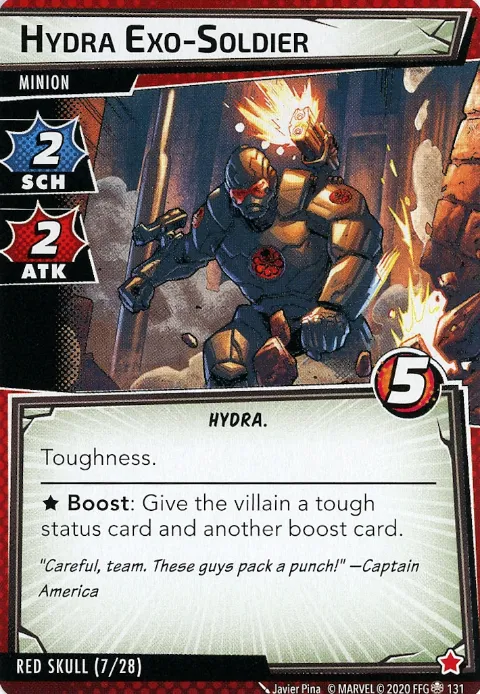 HYDRA EXO-SOLDIER
MINION
2
SCH
2
ATK
5
HYDRA.
Toughness.
★ Boost: Give the villain a tough
status card and another boost card.
"Careful, team. These guys pack a punch!" —Captain
America
RED SKULL (7/28)
Javier Pina © MARVEL © 2020 FFG 131